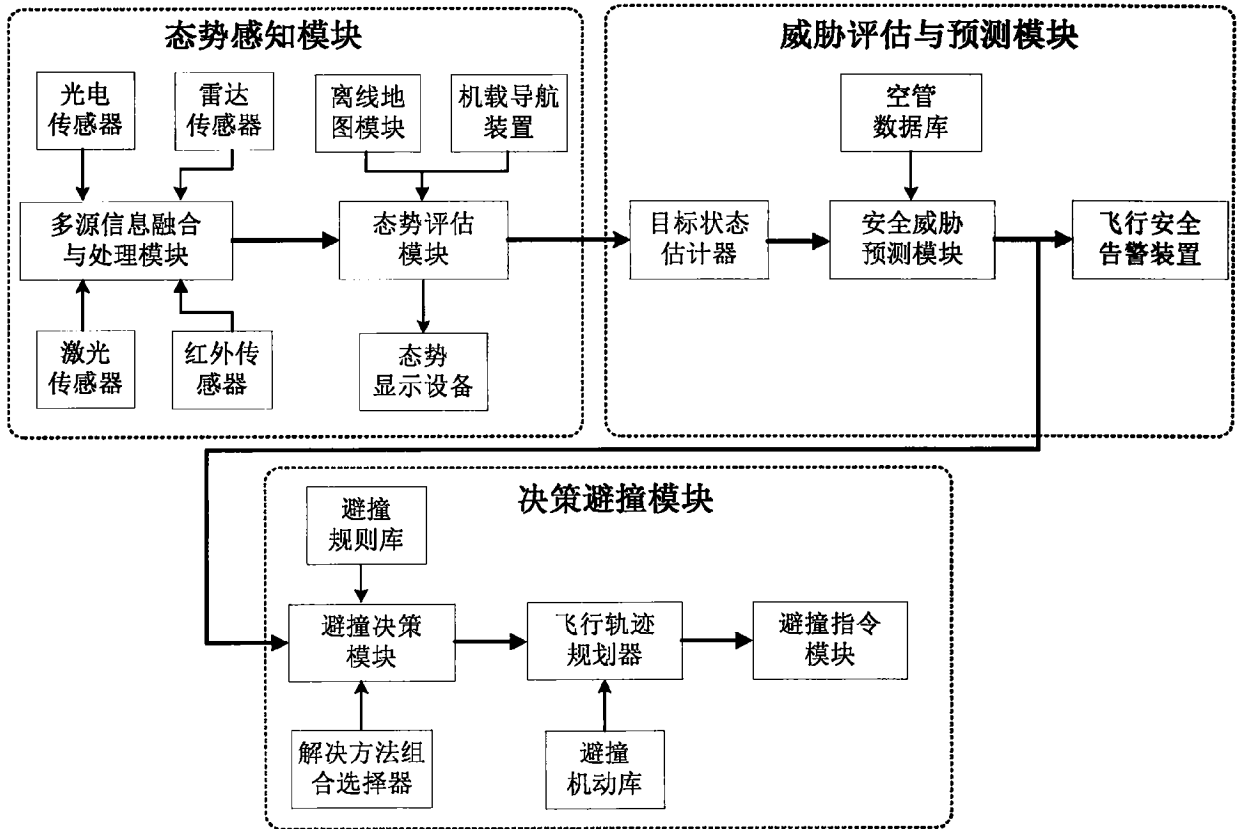 态势感知模块
光电
传感器
雷达
传感器
离线地
图模块
机载导航
装置
多源信息融合
与处理模块
态势评估
模块
激光
传感器
红外传
感器
态势
显示设备
威胁评估与预测模块
空管
数据库
目标状态
估计器
安全威胁
预测模块
飞行安全
告警装置
决策避撞模块
避撞
规则库
避撞决策
模块
飞行轨迹
规划器
避撞指令
模块
解决方法组
合选择器
避撞
机动库